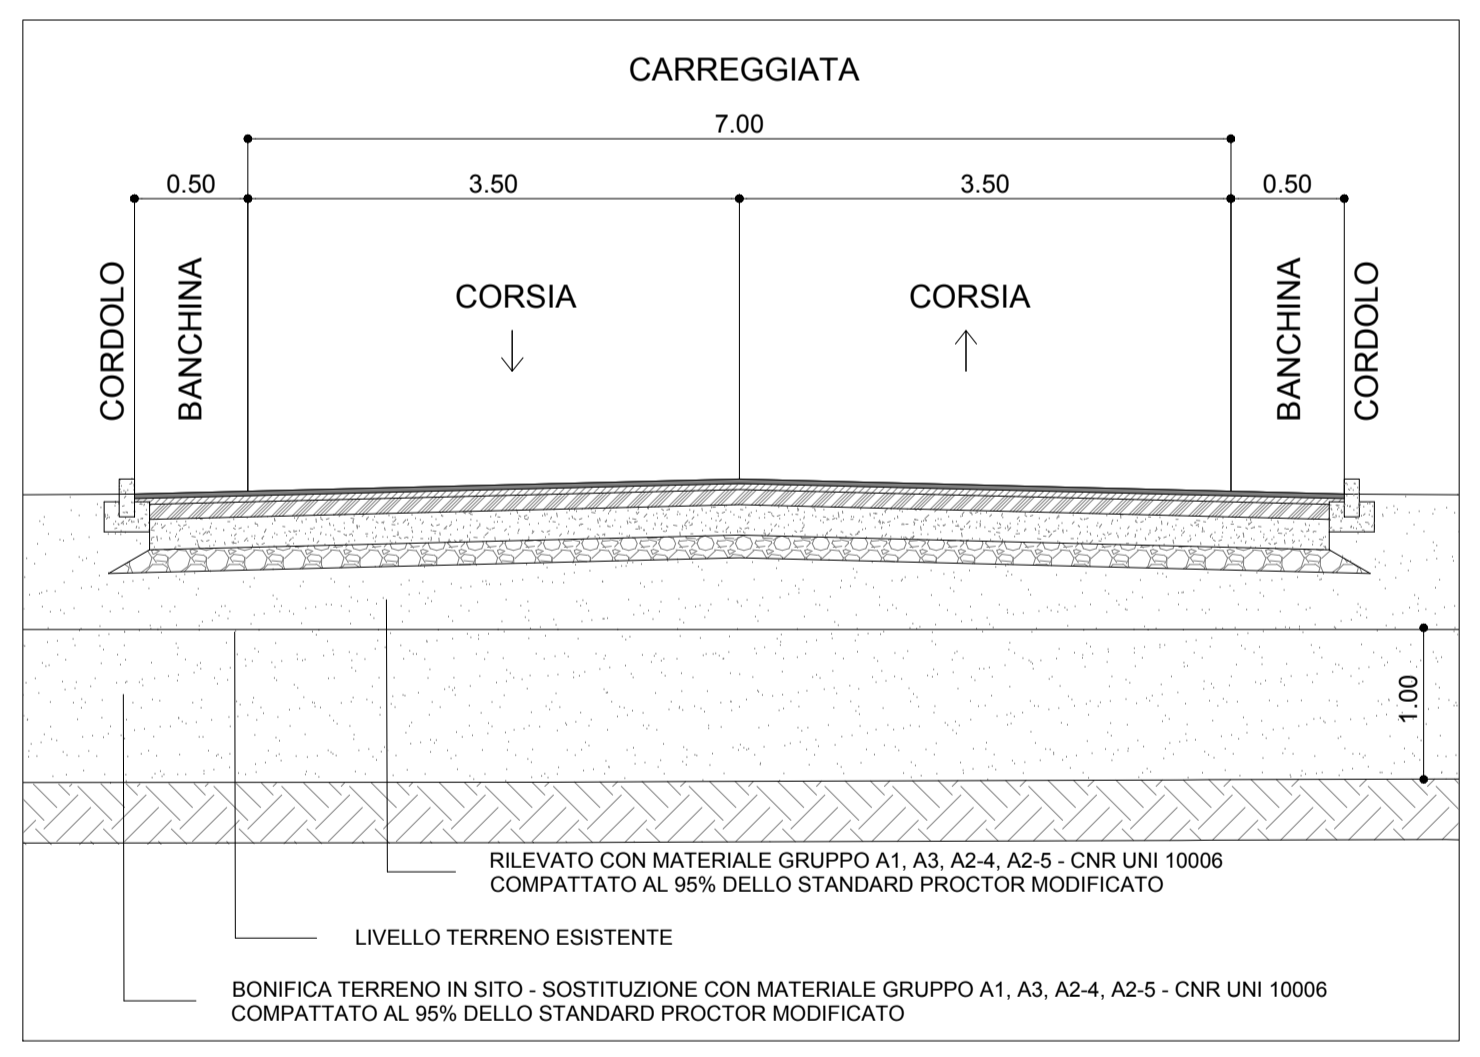 CARREGGIATA
7.00
0.50
3.50
3.50
0.50
CORDOLO
BANCHINA
CORSIA
CORSIA
BANCHINA
CORDOLO
1.00
RILEVATO CON MATERIALE GRUPPO A1, A3, A2-4, A2-5 - CNR UNI 10006
COMPATTATO AL 95% DELLO STANDARD PROCTOR MODIFICATO
LIVELLO TERRENO ESISTENTE
BONIFICA TERRENO IN SITO - SOSTITUZIONE CON MATERIALE GRUPPO A1, A3, A2-4, A2-5 - CNR UNI 10006
COMPATTATO AL 95% DELLO STANDARD PROCTOR MODIFICATO